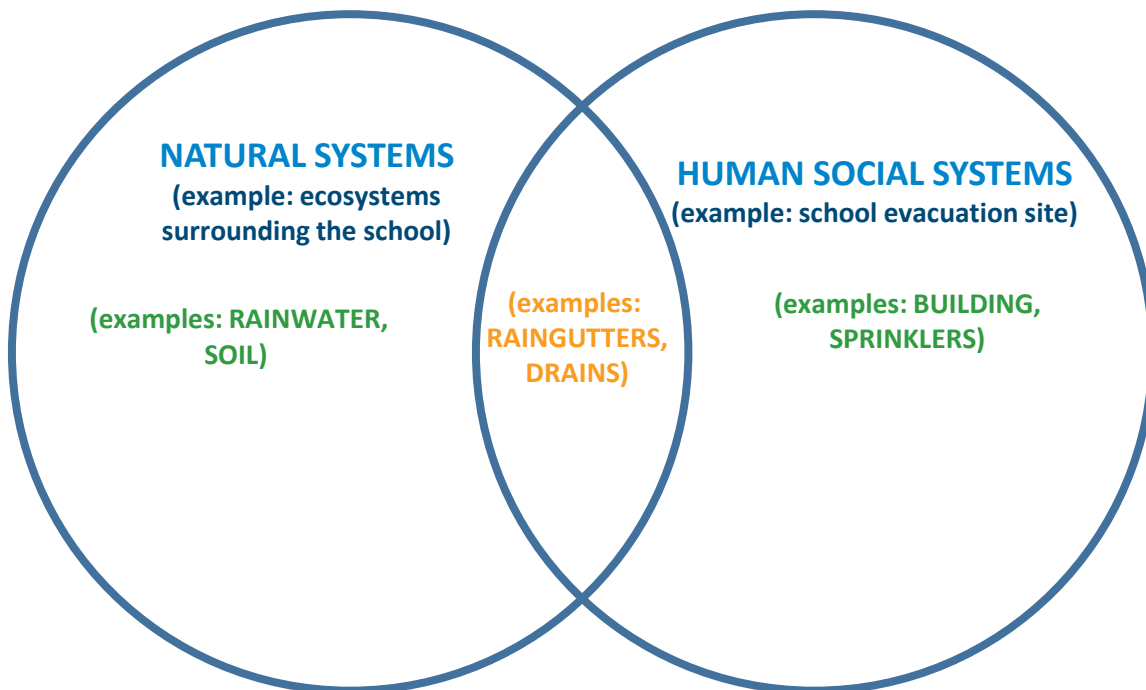 NATURAL SYSTEMS
(example: ecosystems
surrounding the school)
(examples: RAINWATER,
SOIL)
(examples:
RAINGUTTERS,
DRAINS)
HUMAN SOCIAL SYSTEMS
(example: school evacuation site)
(examples: BUILDING,
SPRINKLERS)